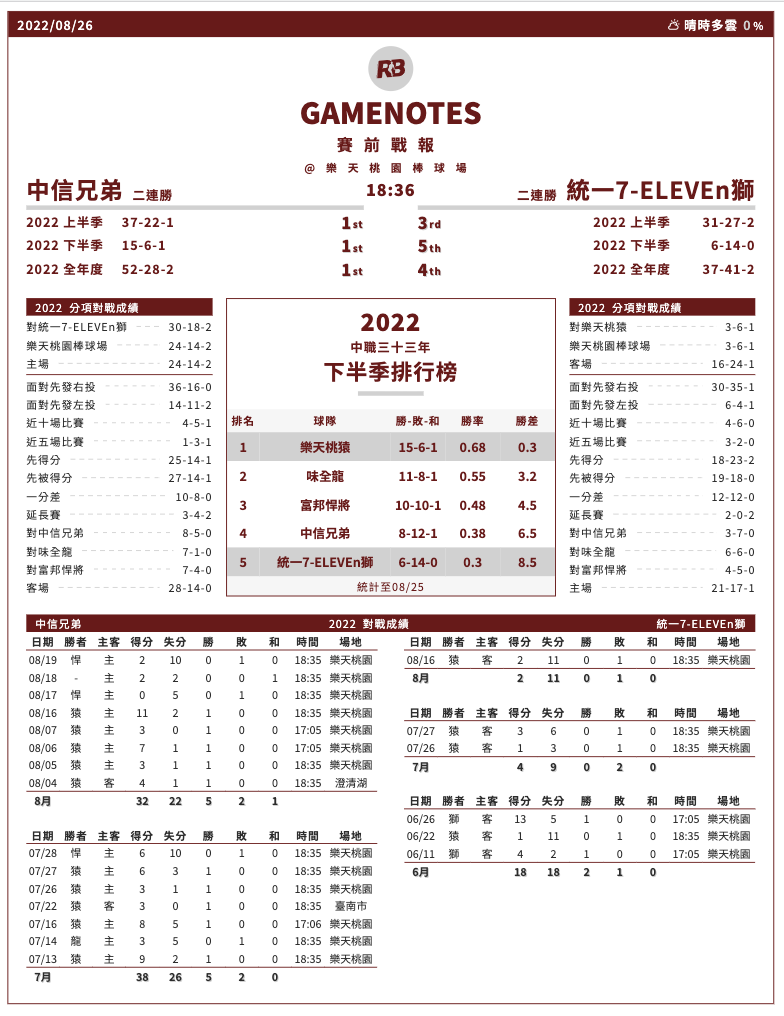 2022/08/26 晴時多雲 0 %
RB
GAMENOTES
賽前戰報
@ 樂天桃園棒球場
中信兄弟 二連勝 18:36 二連勝 統一7-ELEVEn獅
2022 上半季 37-22-1 1st 3rd 2022 上半季 31-27-2
2022 下半季 15-6-1 1st 5th 2022 下半季 6-14-0
2022 全年度 52-28-2 1st 4th 2022 全年度 37-41-2
2022 分項對戰成績
對統一7-ELEVEn獅 30-18-2
樂天桃園棒球場 24-14-2
主場 24-14-2
面對先發右投 36-16-0
面對先發左投 14-11-2
近十場比賽 4-5-1
近五場比賽 1-3-1
先得分 25-14-1
先被得分 27-14-1
一分差 10-8-0
延長賽 3-4-2
對中信兄弟 8-5-0
對味全龍 7-1-0
對富邦悍將 7-4-0
客場 28-14-0
2022
中職三十三年
下半季排行榜
排名 球隊 勝-敗-和 勝率 勝差
1 樂天桃猿 15-6-1 0.68 0.3
2 味全龍 11-8-1 0.55 3.2
3 富邦悍將 10-10-1 0.48 4.5
4 中信兄弟 8-12-1 0.38 6.5
5 統一7-ELEVEn獅 6-14-0 0.3 8.5
統計至08/25
2022 分項對戰成績
對樂天桃猿 3-6-1
樂天桃園棒球場 3-6-1
客場 16-24-1
面對先發右投 30-35-1
面對先發左投 6-4-1
近十場比賽 4-6-0
近五場比賽 3-2-0
先得分 18-23-2
先被得分 19-18-0
一分差 12-12-0
延長賽 2-0-2
對中信兄弟 3-7-0
對味全龍 6-6-0
對富邦悍將 4-5-0
主場 21-17-1
中信兄弟 2022 對戰成績 統一7-ELEVEn獅
日期 勝者 主客 得分 失分 勝 敗 和 時間 場地
08/19 悍 主 2 10 0 1 0 18:35 樂天桃園
08/18 - 主 2 2 0 0 1 18:35 樂天桃園
08/17 悍 主 0 5 0 1 0 18:35 樂天桃園
08/16 猿 主 11 2 1 0 0 18:35 樂天桃園
08/07 猿 主 3 0 1 0 0 17:05 樂天桃園
08/06 猿 主 7 1 1 0 0 17:05 樂天桃園
08/05 猿 主 3 1 1 0 0 18:35 樂天桃園
08/04 猿 客 4 1 1 0 0 18:35 澄清湖
8月 32 22 5 2 1
日期 勝者 主客 得分 失分 勝 敗 和 時間 場地
07/28 悍 主 6 10 0 1 0 18:35 樂天桃園
07/27 猿 主 6 3 1 0 0 18:35 樂天桃園
07/26 猿 主 3 1 1 0 0 18:35 樂天桃園
07/22 猿 客 3 0 1 0 0 18:35 臺南市
07/16 猿 主 8 5 1 0 0 17:06 樂天桃園
07/14 龍 主 3 5 0 1 0 18:35 樂天桃園
07/13 猿 主 9 2 1 0 0 18:35 樂天桃園
7月 38 26 5 2 0
日期 勝者 主客 得分 失分 勝 敗 和 時間 場地
08/16 猿 客 2 11 0 1 0 18:35 樂天桃園
8月 2 11 0 1 0
日期 勝者 主客 得分 失分 勝 敗 和 時間 場地
07/27 猿 客 3 6 0 1 0 18:35 樂天桃園
07/26 猿 客 1 3 0 1 0 18:35 樂天桃園
7月 4 9 0 2 0
日期 勝者 主客 得分 失分 勝 敗 和 時間 場地
06/26 獅 客 13 5 1 0 0 17:05 樂天桃園
06/22 猿 客 1 11 0 1 0 18:35 樂天桃園
06/11 獅 客 4 2 1 0 0 17:05 樂天桃園
6月 18 18 2 1 0